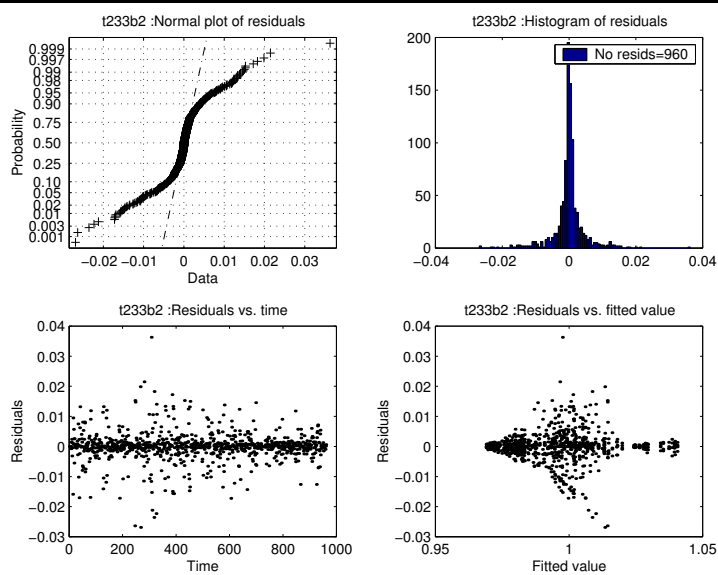 t233b2 :Normal plot of residuals
0.999
0.997
0.99
0.98
0.95
0.90
0.75
0.50
0.25
0.10
0.05
0.02
0.01
0.003
0.001
Probability
−0.02 −0.01 0 0.01 0.02 0.03
Data
t233b2 :Histogram of residuals
No resids=960
200
150
100
50
0
−0.04 −0.02 0 0.02 0.04
t233b2 :Residuals vs. time
0.04
0.03
0.02
0.01
0
−0.01
−0.02
−0.03
Residuals
0 200 400 600 800 1000
Time
t233b2 :Residuals vs. fitted value
0.04
0.03
0.02
0.01
0
−0.01
−0.02
−0.03
Residuals
0.95 1 1.05
Fitted value